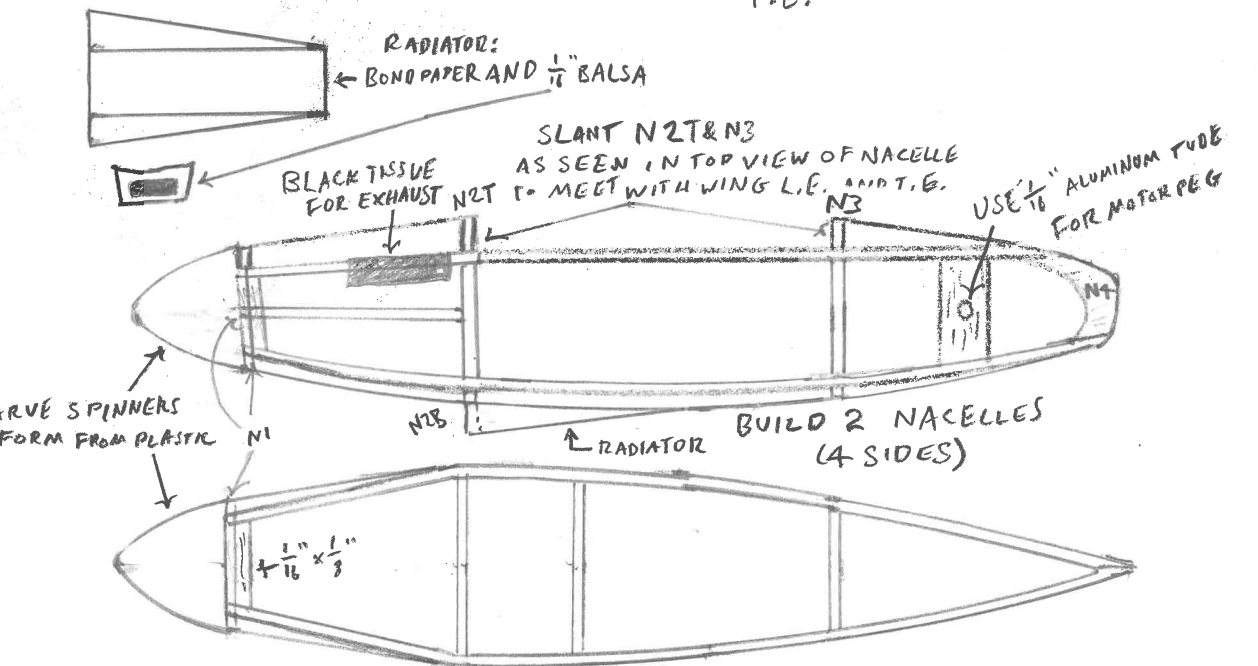 T.E.
RADIATOR:
BOND PAPER AND 1/16" BALSA
SLANT N2T & N3
AS SEEN IN TOP VIEW OF NACELLE
TO MEET WITH WING L.E. AND T.E.
BLACK TISSUE
FOR EXHAUST
N2T
N3
USE 1/16" ALUMINUM TUBE
FOR MOTOR PEG
N4
ARVE SPINNERS
FORM FROM PLASTIC
N1
N2B
RADIATOR
BUILD 2 NACELLES
(4 SIDES)
1/16" x 1/8"